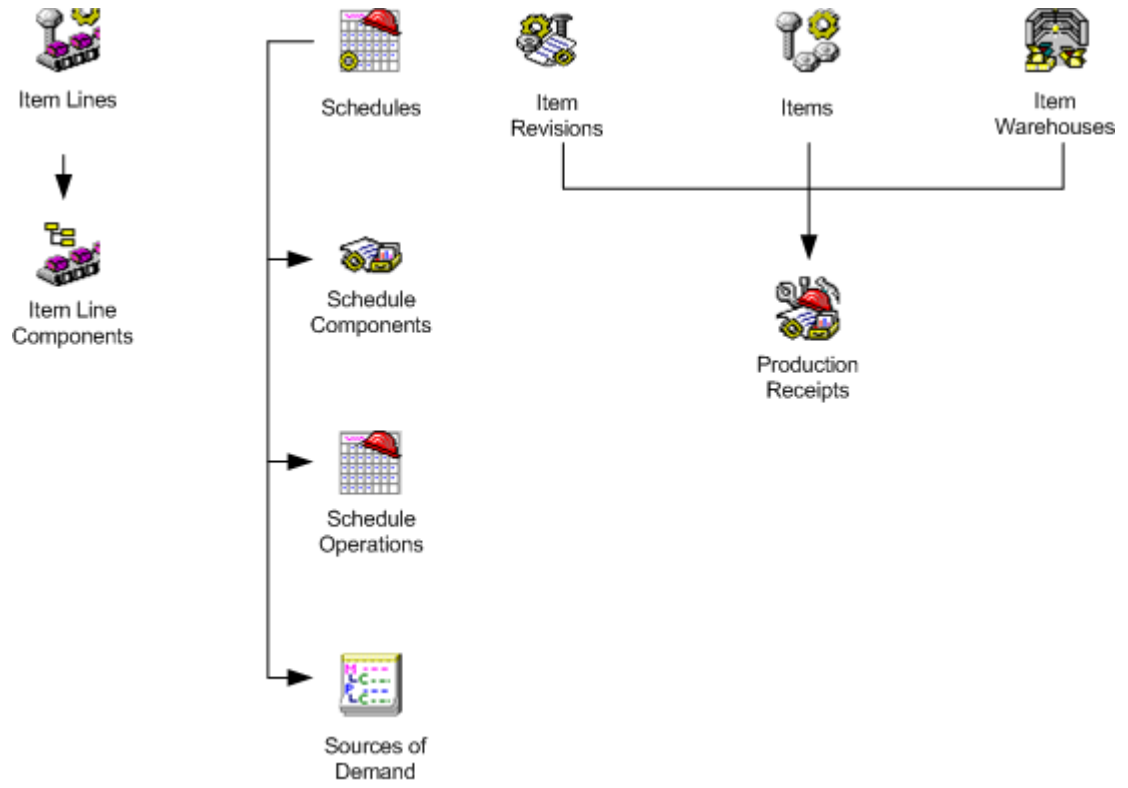 Item Lines
Schedules
Item
Revisions
Items
Item
Warehouses
Item Line
Components
Schedule
Components
Production
Receipts
Schedule
Operations
Sources of
Demand